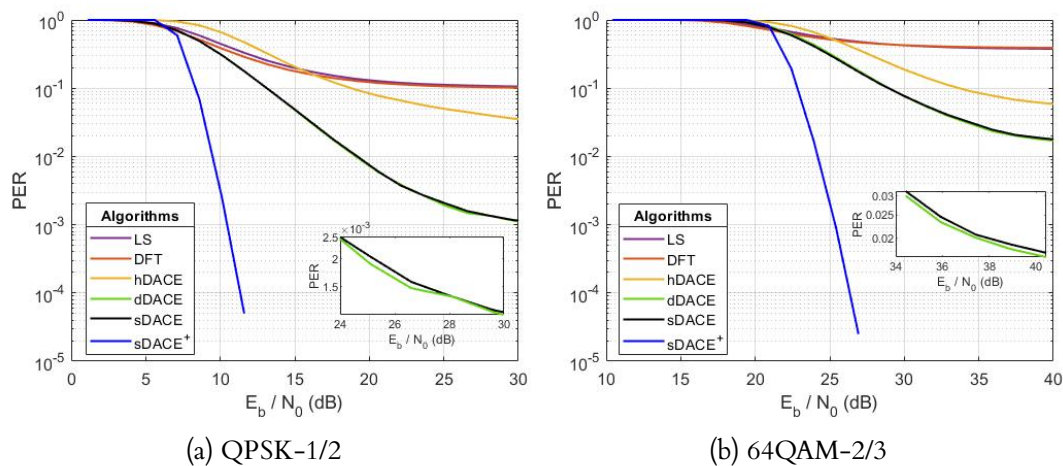 10^0
10^-1
10^-2
10^-3
10^-4
10^-5
PER
Algorithms
LS
DFT
hDACE
dDACE
sDACE
sDACE^+
× 10^-3
2.5
2
1.5
PER
24 26 28 30
E_b / N_0 (dB)
0 5 10 15 20 25 30
E_b / N_0 (dB)
(a) QPSK-1/2
10^0
10^-1
10^-2
10^-3
10^-4
10^-5
PER
Algorithms
LS
DFT
hDACE
dDACE
sDACE
sDACE^+
0.03
0.025
0.02
PER
34 36 38 40
E_b / N_0 (dB)
10 15 20 25 30 35 40
E_b / N_0 (dB)
(b) 64QAM-2/3